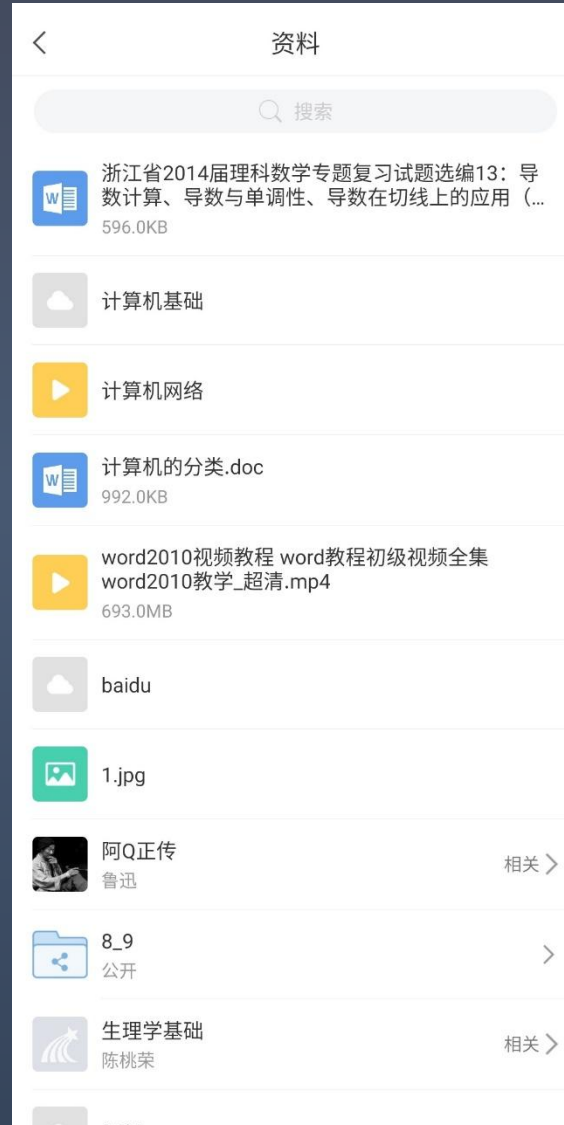 资料
搜索
浙江省2014届理科数学专题复习试题选编13：导
数计算、导数与单调性、导数在切线上的应用（...
W
596.0KB
计算机基础
计算机网络
计算机的分类.doc
W
992.0KB
word2010视频教程 word教程初级视频全集
word2010教学_超清.mp4
693.0MB
baidu
1.jpg
阿Q正传
相关
鲁迅
8_9
公开
生理学基础
相关
陈桃荣